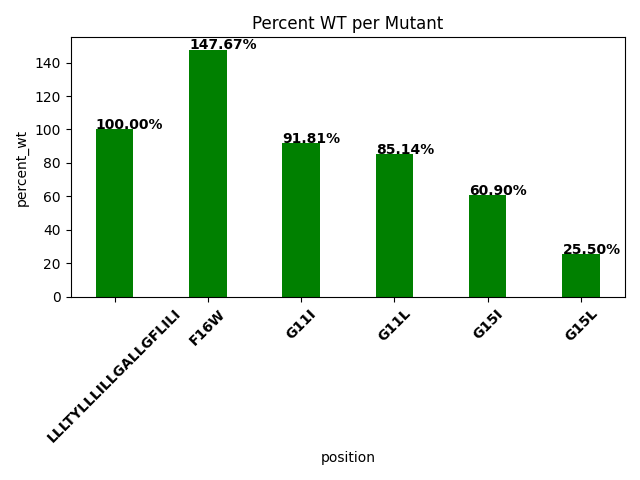 Percent WT per Mutant
percent_wt
140
120
100
80
60
40
20
0
100.00%
147.67%
91.81%
85.14%
60.90%
25.50%
LLLTYLLLILLGALLGFLILI
F16W
G11I
G11L
G15I
G15L
position